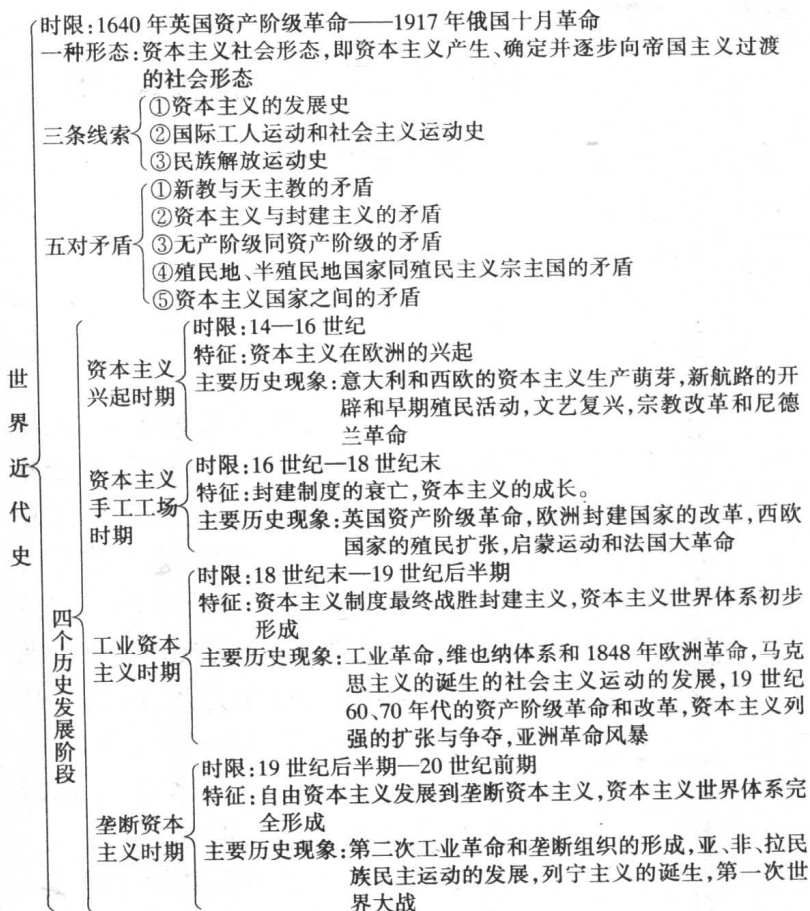 时限:1640年英国资产阶级革命——1917年俄国十月革命
一种形态:资本主义社会形态,即资本主义产生、确定并逐步向帝国主义过渡
的社会形态
三条线索
①资本主义的发展史
②国际工人运动和社会主义运动史
③民族解放运动史
五对矛盾
①新教与天主教的矛盾
②资本主义与封建主义的矛盾
③无产阶级同资产阶级的矛盾
④殖民地、半殖民地国家同殖民主义宗主国的矛盾
⑤资本主义国家之间的矛盾
世界近代史
四个历史发展阶段
资本主义
兴起时期
时限:14—16世纪
特征:资本主义在欧洲的兴起
主要历史现象:意大利和西欧的资本主义生产萌芽,新航路的开
辟和早期殖民活动,文艺复兴,宗教改革和尼德
兰革命
资本主义
手工工场
时期
时限:16世纪—18世纪末
特征:封建制度的衰亡,资本主义的成长。
主要历史现象:英国资产阶级革命,欧洲封建国家的改革,西欧
国家的殖民扩张,启蒙运动和法国大革命
工业资本
主义时期
时限:18世纪末—19世纪后半期
特征:资本主义制度最终战胜封建主义,资本主义世界体系初步
形成
主要历史现象:工业革命,维也纳体系和1848年欧洲革命,马克
思主义的诞生的社会主义运动的发展,19世纪
60、70年代的资产阶级革命和改革,资本主义列
强的扩张与争夺,亚洲革命风暴
垄断资本
主义时期
时限:19世纪后半期—20世纪前期
特征:自由资本主义发展到垄断资本主义,资本主义世界体系完
全形成
主要历史现象:第二次工业革命和垄断组织的形成,亚、非、拉民
族民主运动的发展,列宁主义的诞生,第一次世
界大战